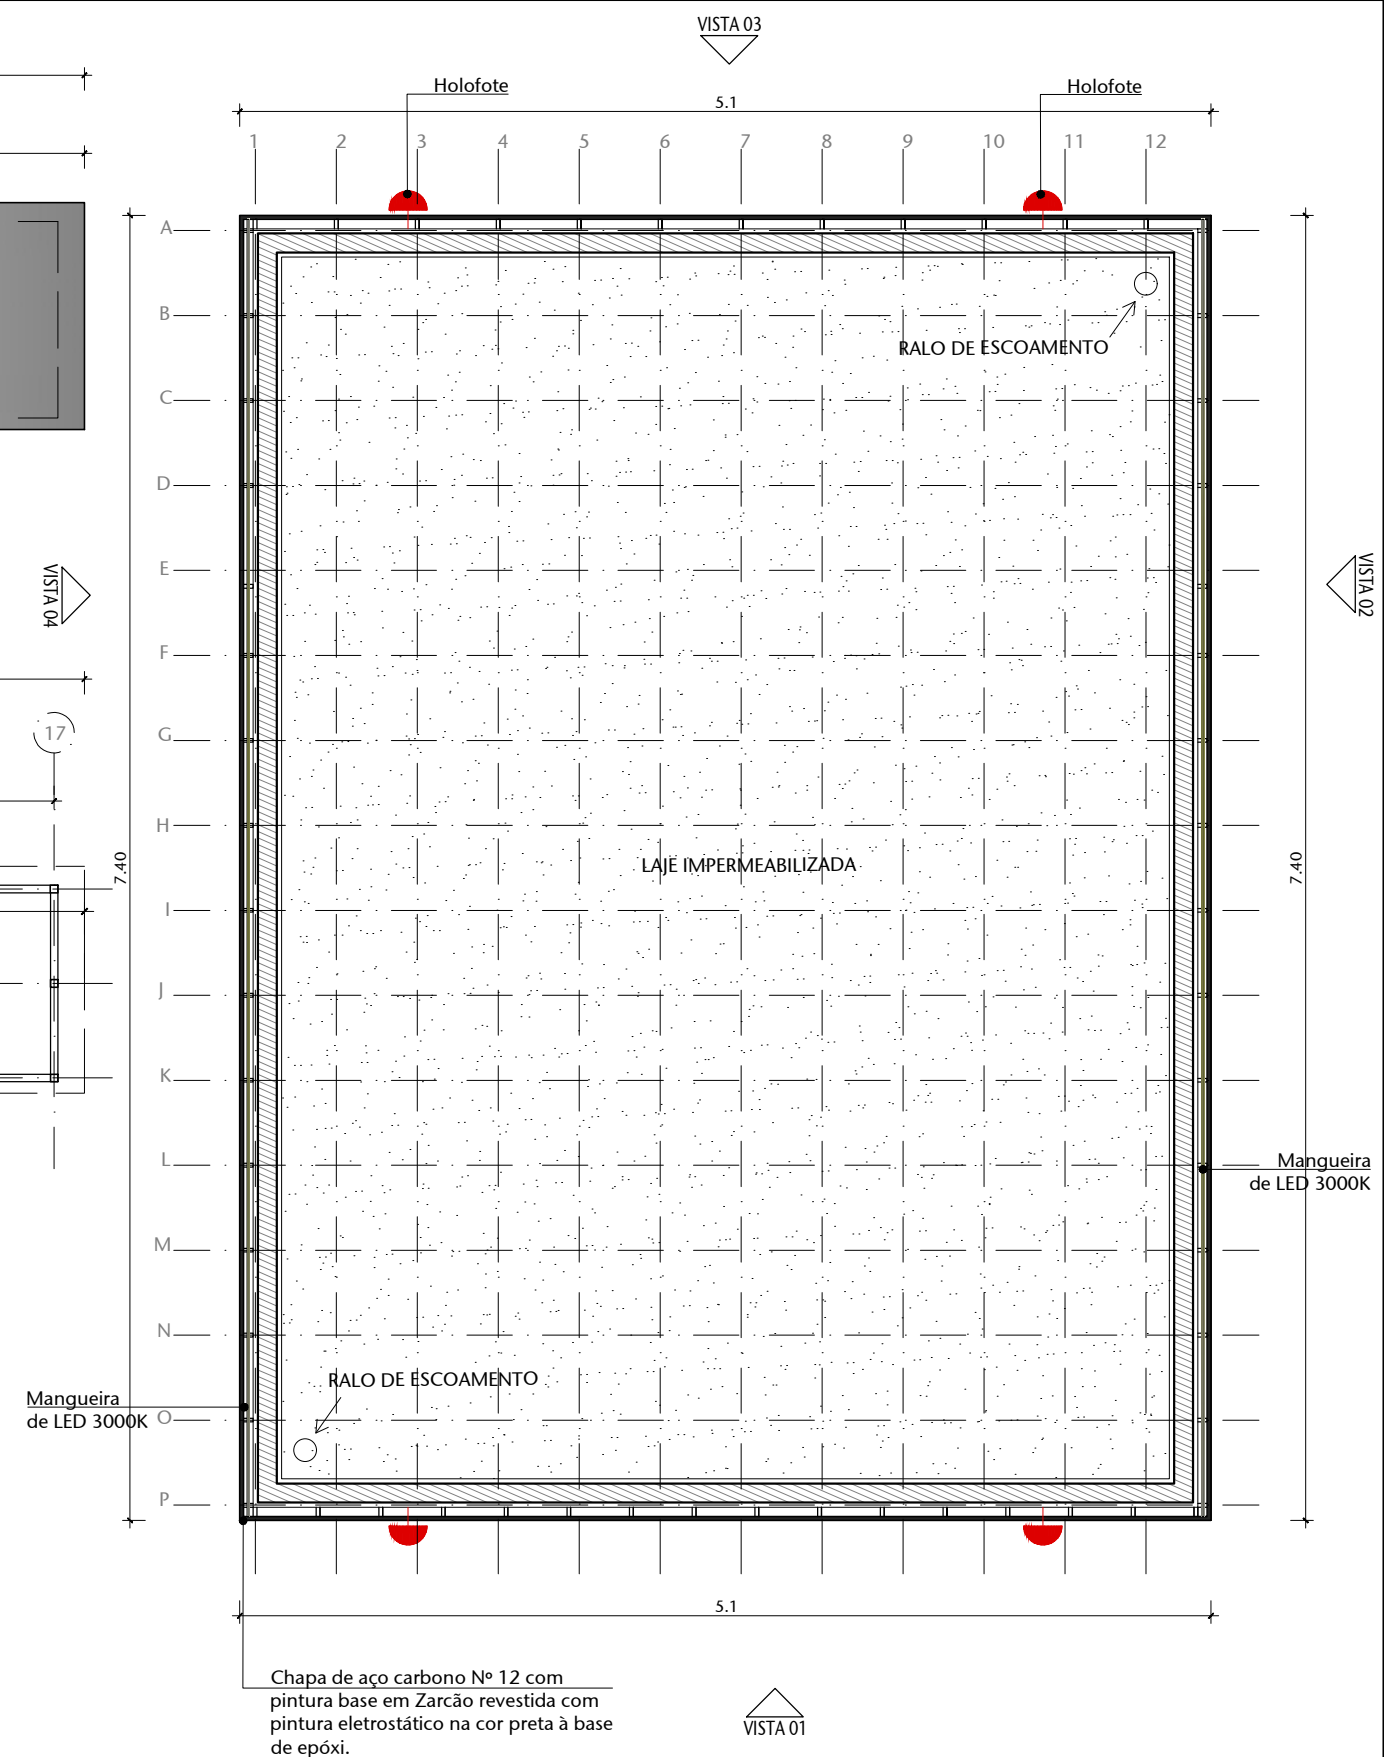 VISTA 03
Holofote
Holofote
5.1
1 2 3 4 5 6 7 8 9 10 11 12
A
B
RALO DE ESCOAMENTO
C
D
E
VISTA 04
VISTA 02
F
17
G
H
7.40
LAJE IMPERMEABILIZADA
7.40
I
J
K
L
Mangueira
de LED 3000K
M
N
RALO DE ESCOAMENTO
Mangueira
de LED 3000K
O
P
5.1
Chapa de aço carbono Nº 12 com
pintura base em Zarcão revestida com
pintura eletrostático na cor preta à base
de epóxi.
VISTA 01